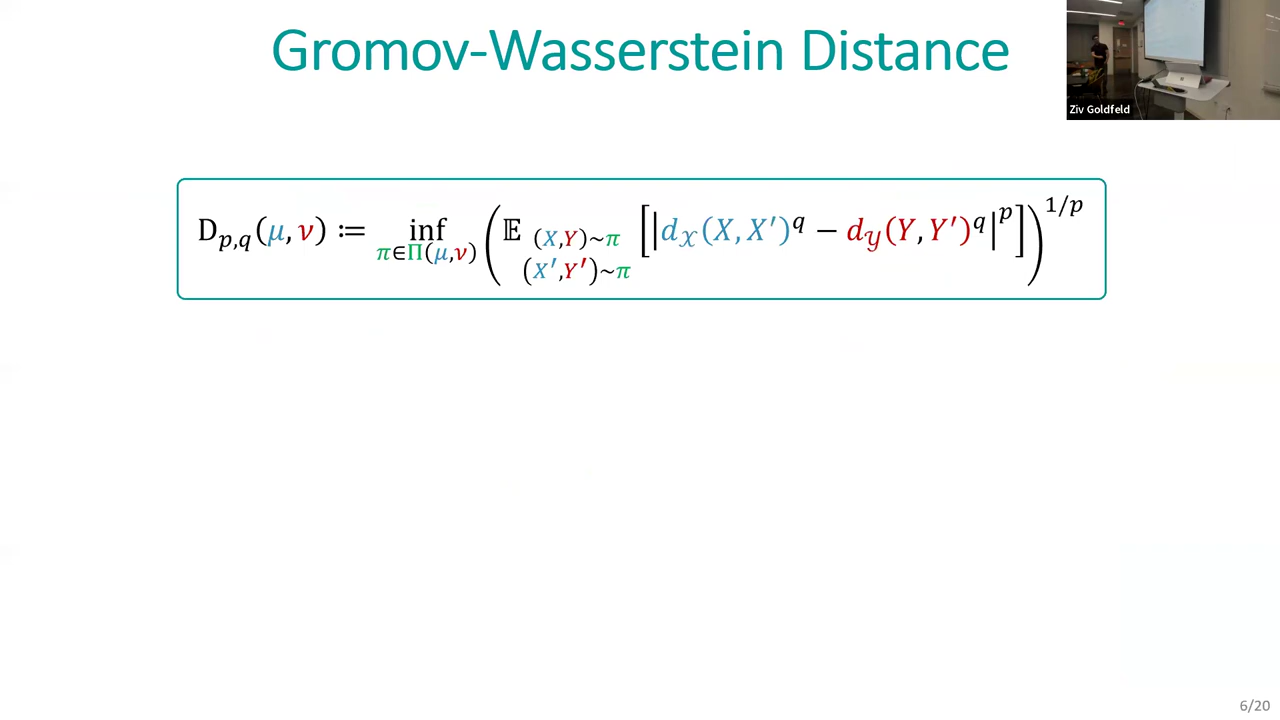 Gromov-Wasserstein Distance
Ziv Goldfeld
D_{p,q}(μ, ν) ≔ inf_{π∈Π(μ,ν)} ( 𝔼_{(X,Y)~π (X′,Y′)~π} [ | d_𝒳(X, X′)^q − d_𝒴(Y, Y′)^q |^p ] )^{1/p}
6/20